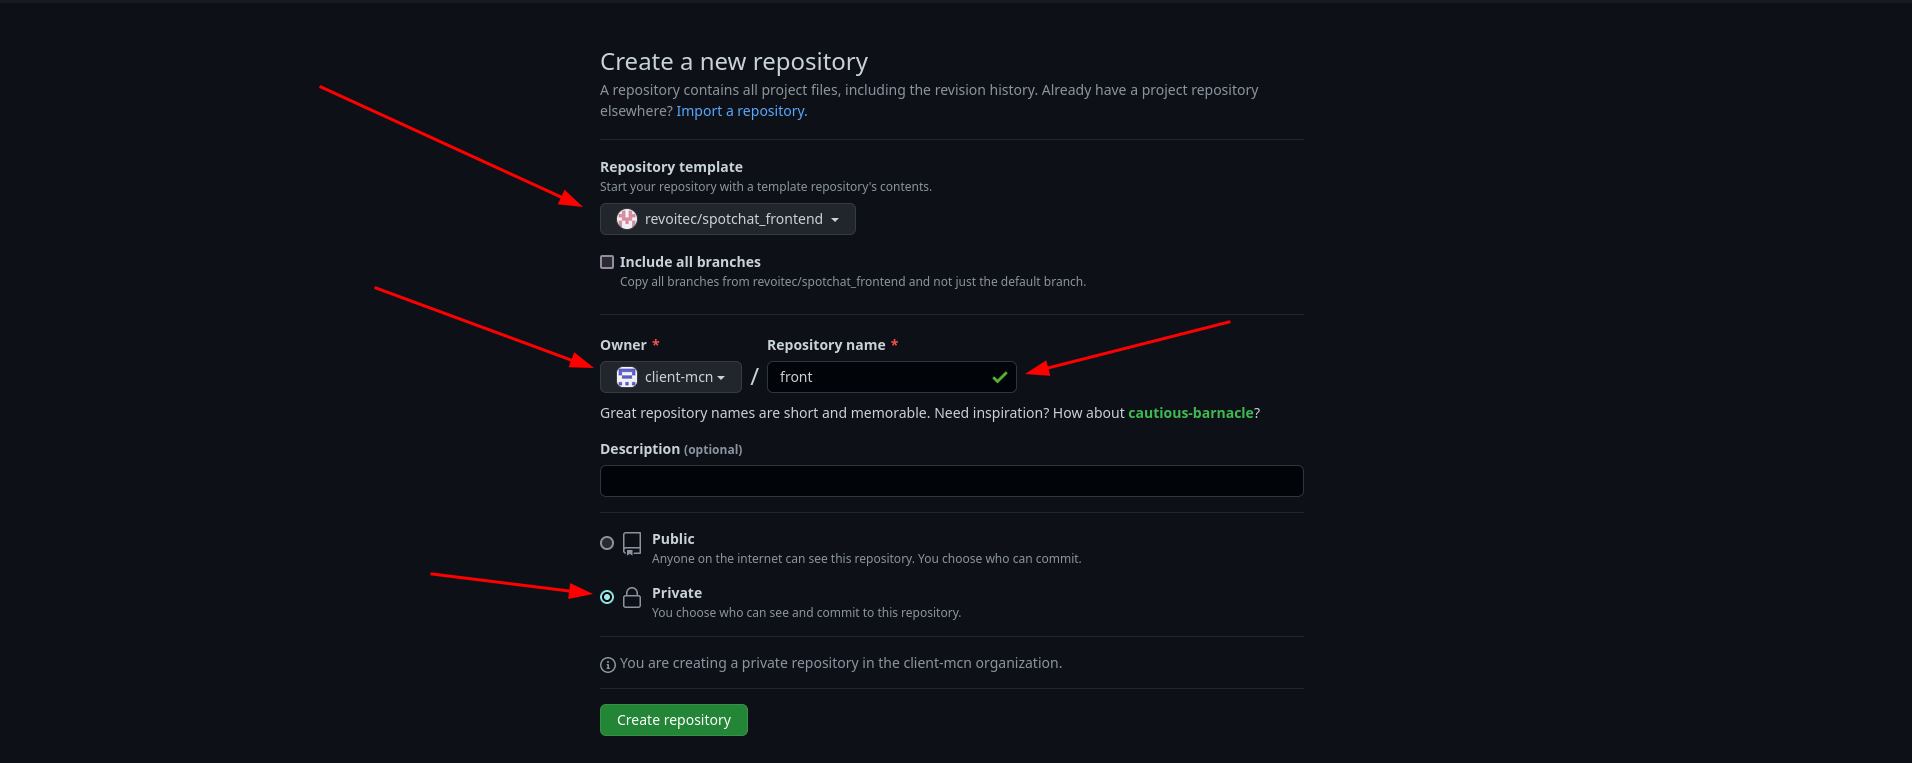 Create a new repository
A repository contains all project files, including the revision history. Already have a project repository
elsewhere? Import a repository.
Repository template
Start your repository with a template repository's contents.
revoitec/spotchat_frontend
Include all branches
Copy all branches from revoitec/spotchat_frontend and not just the default branch.
Owner * Repository name *
client-mcn / front
Great repository names are short and memorable. Need inspiration? How about cautious-barnacle?
Description (optional)
Public
Anyone on the internet can see this repository. You choose who can commit.
Private
You choose who can see and commit to this repository.
You are creating a private repository in the client-mcn organization.
Create repository